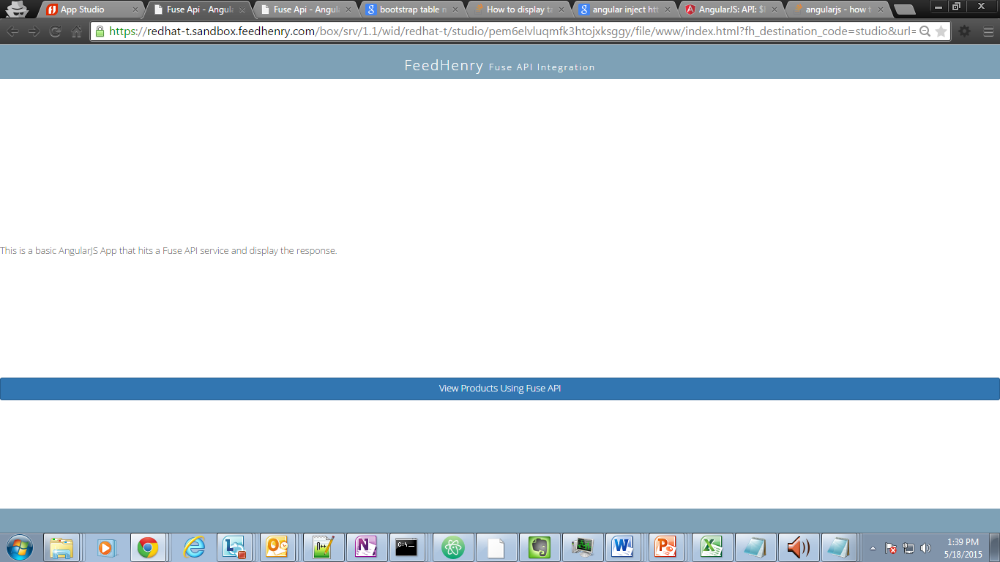 App Studio
Fuse Api - Angul
Fuse Api - Angul
bootstrap table n
How to display ta
angular inject htt
AngularJS: API: $
angularjs - how t
https://redhat-t.sandbox.feedhenry.com/box/srv/1.1/wid/redhat-t/studio/pem6elvluqmfk3htojxksggy/file/www/index.html?fh_destination_code=studio&url=
FeedHenry Fuse API Integration
This is a basic AngularJS App that hits a Fuse API service and display the response.
View Products Using Fuse API
1:39 PM
5/18/2015